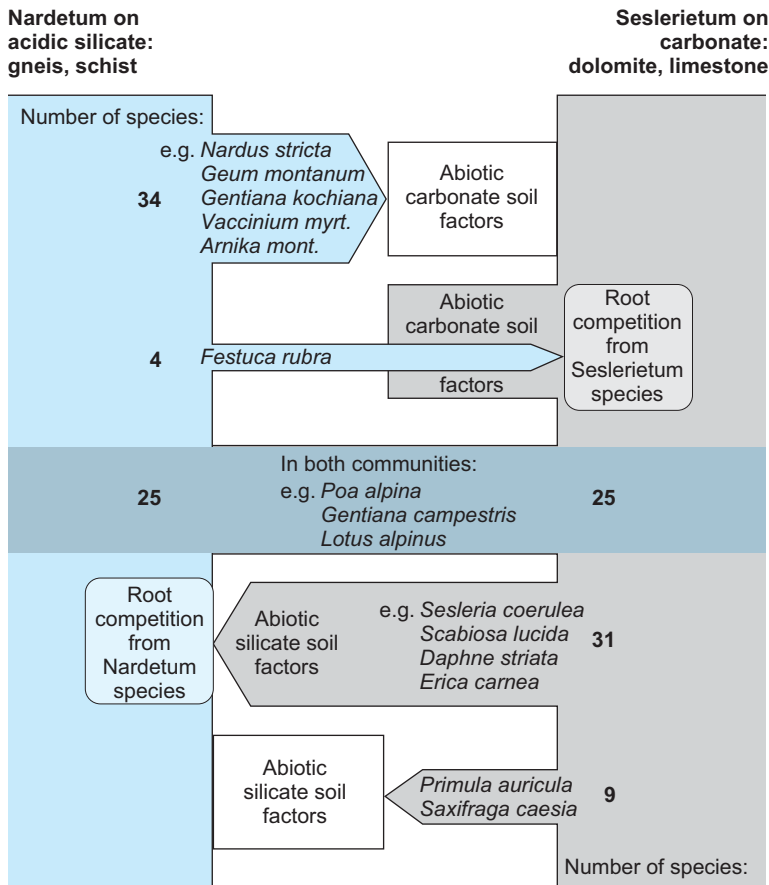 Nardetum on
acidic silicate:
gneis, schist
Seslerietum on
carbonate:
dolomite, limestone
Number of species:
34
e.g. Nardus stricta
Geum montanum
Gentiana kochiana
Vaccinium myrt.
Arnika mont.
Abiotic
carbonate soil
factors
4
Festuca rubra
Abiotic
carbonate soil
factors
Root
competition
from
Seslerietum
species
25
In both communities:
e.g. Poa alpina
Gentiana campestris
Lotus alpinus
25
Root
competition
from
Nardetum
species
Abiotic
silicate soil
factors
e.g. Sesleria coerulea
Scabiosa lucida
Daphne striata
Erica carnea
31
Abiotic
silicate soil
factors
Primula auricula
Saxifraga caesia
9
Number of species: